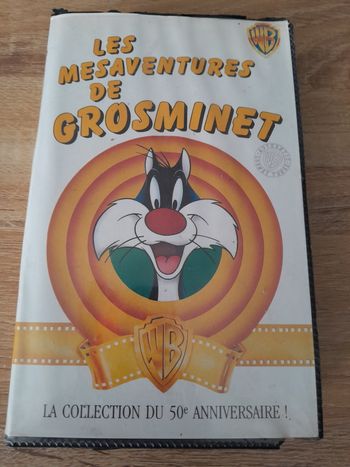 LES
MESAVENTURES
DE
GROSMINET
WB
WB
LA COLLECTION DU 50e ANNIVERSAIRE !